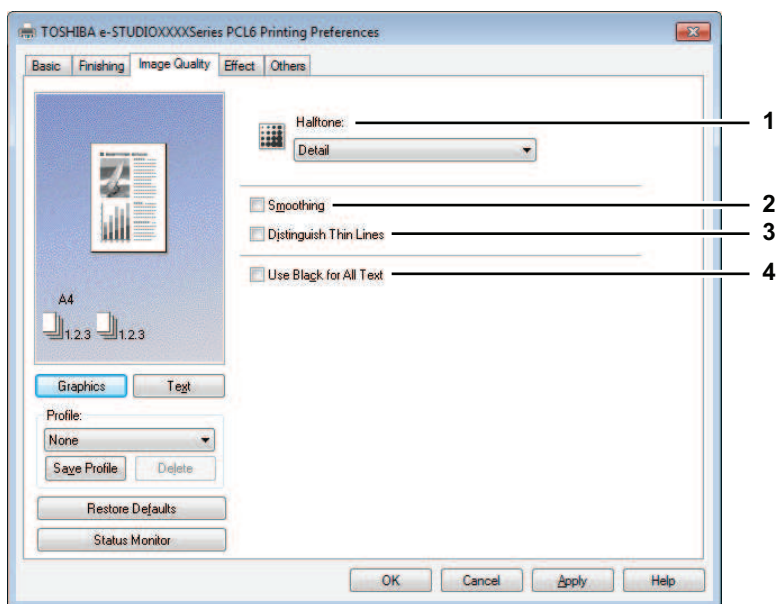 TOSHIBA e-STUDIOXXXXSeries PCL6 Printing Preferences
Basic Finishing Image Quality Effect Others
Halftone: 1
Detail
Smoothing 2
Distinguish Thin Lines 3
Use Black for All Text 4
A4
1.2.3 1.2.3
Graphics Text
Profile:
None
Save Profile Delete
Restore Defaults
Status Monitor
OK Cancel Apply Help